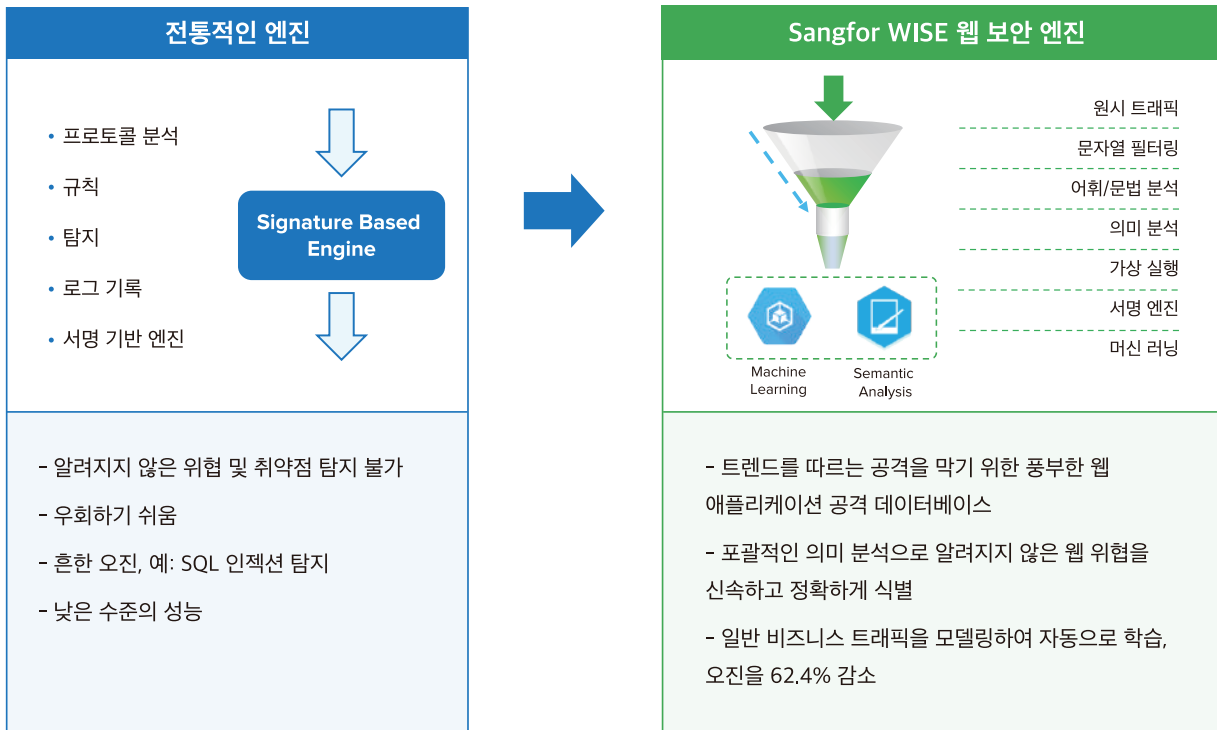 전통적인 엔진
• 프로토콜 분석
• 규칙
• 탐지
• 로그 기록
• 서명 기반 엔진
Signature Based
Engine
- 알려지지 않은 위협 및 취약점 탐지 불가
- 우회하기 쉬움
- 흔한 오진, 예: SQL 인젝션 탐지
- 낮은 수준의 성능
Sangfor WISE 웹 보안 엔진
원시 트래픽
문자열 필터링
어휘/문법 분석
의미 분석
가상 실행
서명 엔진
머신 러닝
Machine
Learning
Semantic
Analysis
- 트렌드를 따르는 공격을 막기 위한 풍부한 웹
애플리케이션 공격 데이터베이스
- 포괄적인 의미 분석으로 알려지지 않은 웹 위협을
신속하고 정확하게 식별
- 일반 비즈니스 트래픽을 모델링하여 자동으로 학습,
오진을 62.4% 감소